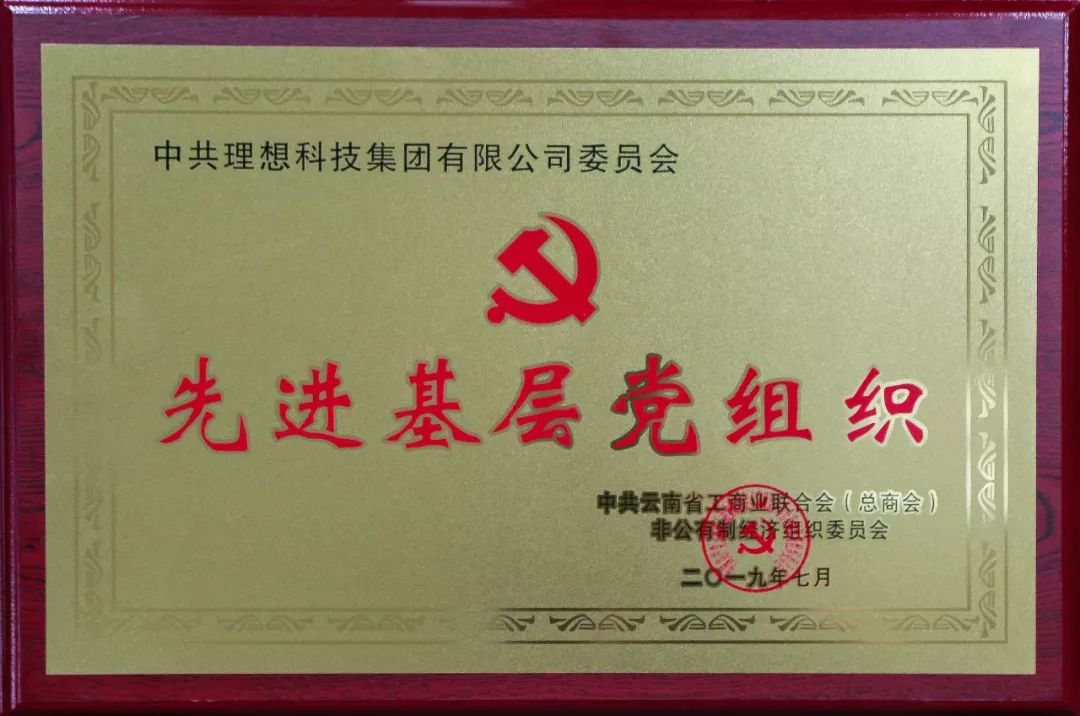 中共理想科技集团有限公司委员会
先进基层党组织
中共云南省工商业联合会（总商会）
非公有制经济组织委员会
二〇一九年七月